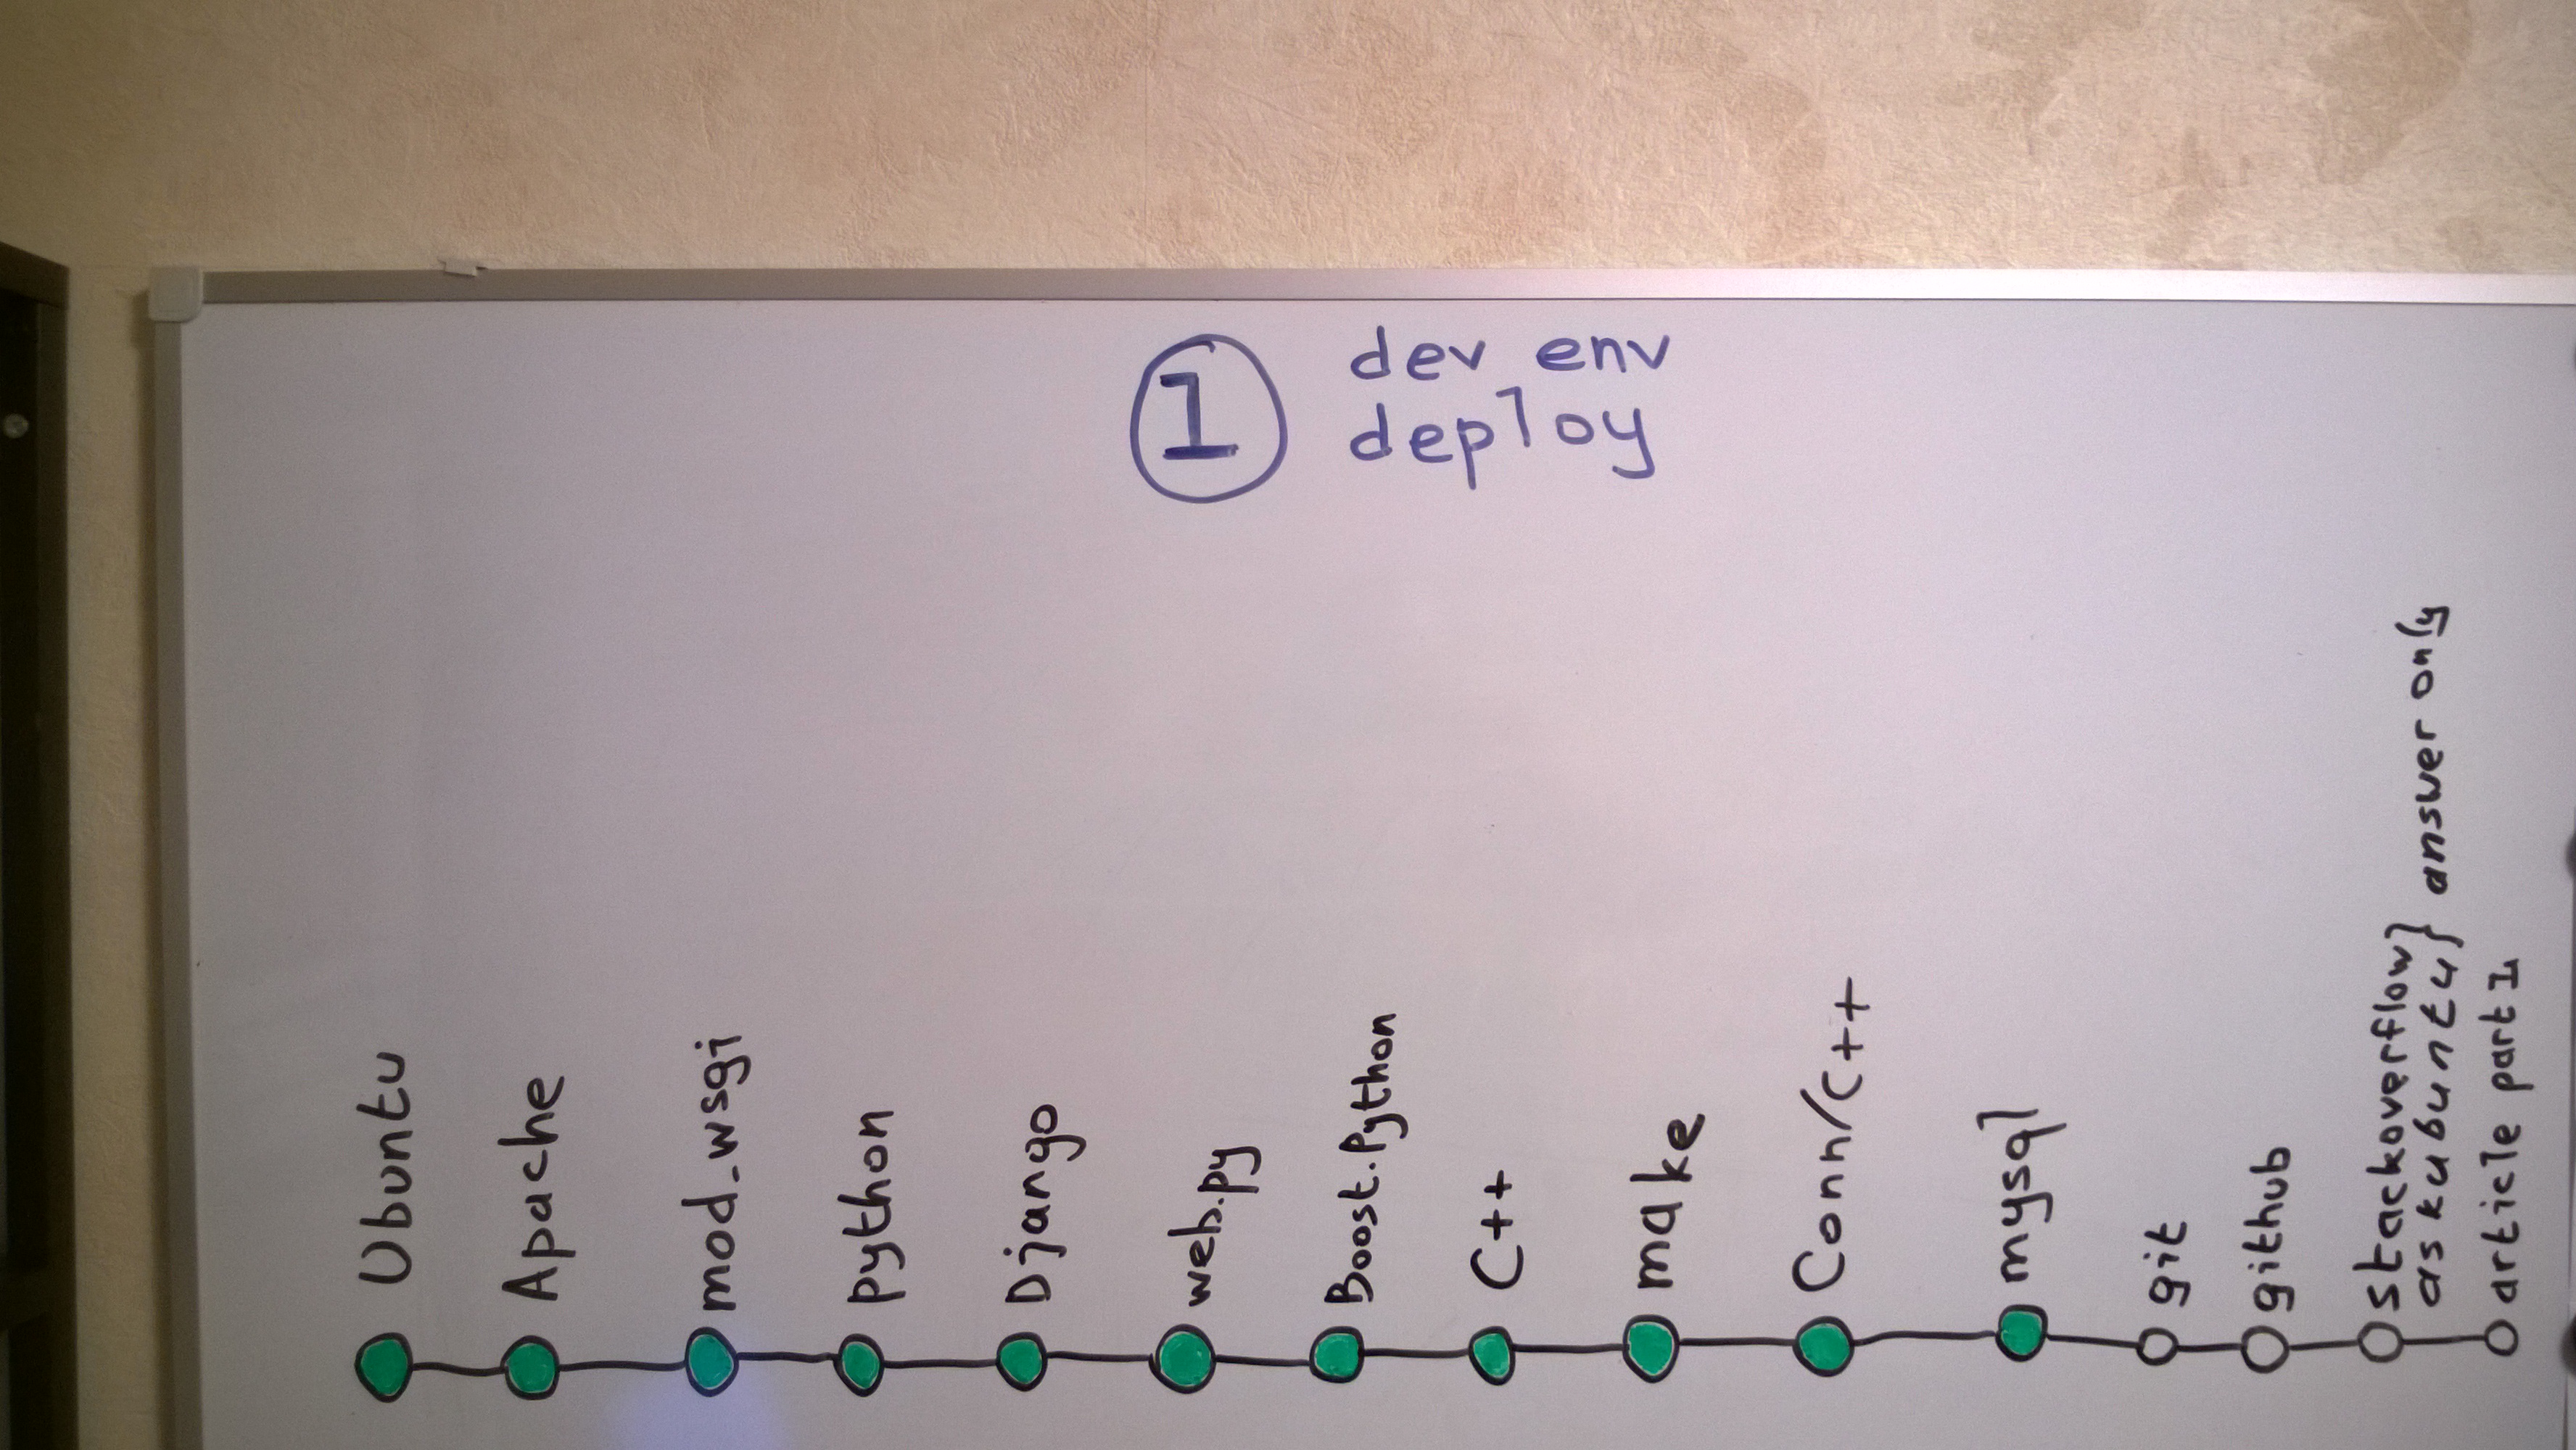 1
dev env
deploy
Ubuntu
Apache
mod_wsgi
python
Django
web.py
Boost.Python
C++
make
Conn/C++
mysql
git
github
stackoverflow}
askubuntu} answer only
article part 1